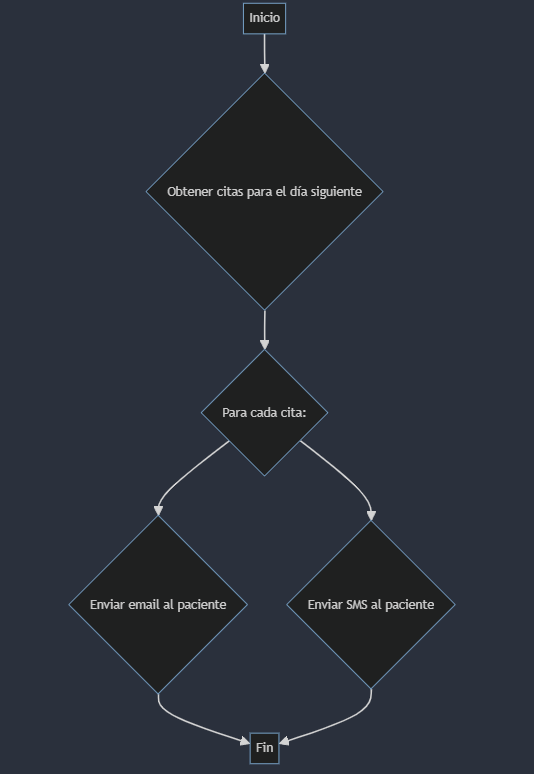 Inicio
Obtener citas para el día siguiente
Para cada cita:
Enviar email al paciente
Enviar SMS al paciente
Fin